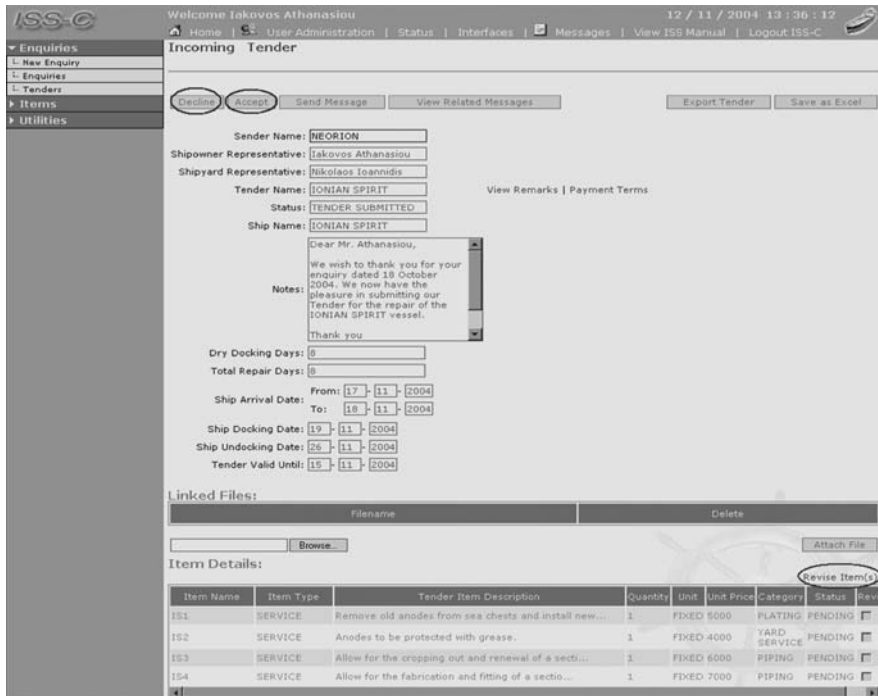 ISS-C
Welcome Iakovos Athanasiou 12 / 11 / 2004 13:36:12
Home | User Administration | Status | Interfaces | Messages | View ISS Manual | Logout ISS-C
Enquiries
New Enquiry
Enquiries
Tenders
Items
Utilities
Incoming Tender
Decline Accept Send Message View Related Messages Export Tender Save as Excel
Sender Name: NEORION
Shipowner Representative: Iakovos Athanasiou
Shipyard Representative: Nikolaos Ioannidis
Tender Name: IONIAN SPIRIT View Remarks | Payment Terms
Status: TENDER SUBMITTED
Ship Name: IONIAN SPIRIT
Notes:
Dear Mr. Athanasiou,
We wish to thank you for your
enquiry dated 18 October
2004. We now have the
pleasure in submitting our
Tender for the repair of the
IONIAN SPIRIT vessel.
Thank you
Dry Docking Days: 8
Total Repair Days: 8
Ship Arrival Date: From: 17 - 11 - 2004
To: 18 - 11 - 2004
Ship Docking Date: 19 - 11 - 2004
Ship Undocking Date: 26 - 11 - 2004
Tender Valid Until: 15 - 11 - 2004
Linked Files:
Filename Delete
Browse... Attach File
Item Details:
Revise Item(s)
Item Name Item Type Tender Item Description Quantity Unit Unit Price Category Status Revi
IS1 SERVICE Remove old anodes from sea chests and install new... 1 FIXED 5000 PLATING PENDING
IS2 SERVICE Anodes to be protected with grease. 1 FIXED 4000 YARD SERVICE PENDING
IS3 SERVICE Allow for the cropping out and renewal of a secti... 1 FIXED 6000 PIPING PENDING
IS4 SERVICE Allow for the fabrication and fitting of a sectio... 1 FIXED 7000 PIPING PENDING